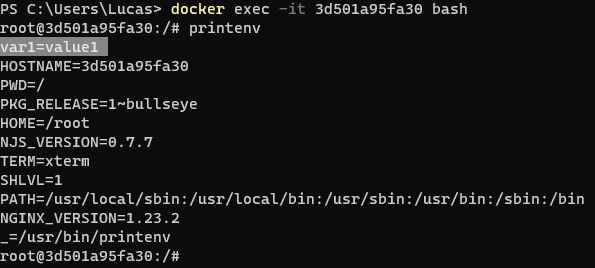 PS C:\Users\Lucas> docker exec -it 3d501a95fa30 bash
root@3d501a95fa30:/# printenv
var1=value1
HOSTNAME=3d501a95fa30
PWD=/
PKG_RELEASE=1~bullseye
HOME=/root
NJS_VERSION=0.7.7
TERM=xterm
SHLVL=1
PATH=/usr/local/sbin:/usr/local/bin:/usr/sbin:/usr/bin:/sbin:/bin
NGINX_VERSION=1.23.2
_=/usr/bin/printenv
root@3d501a95fa30:/#